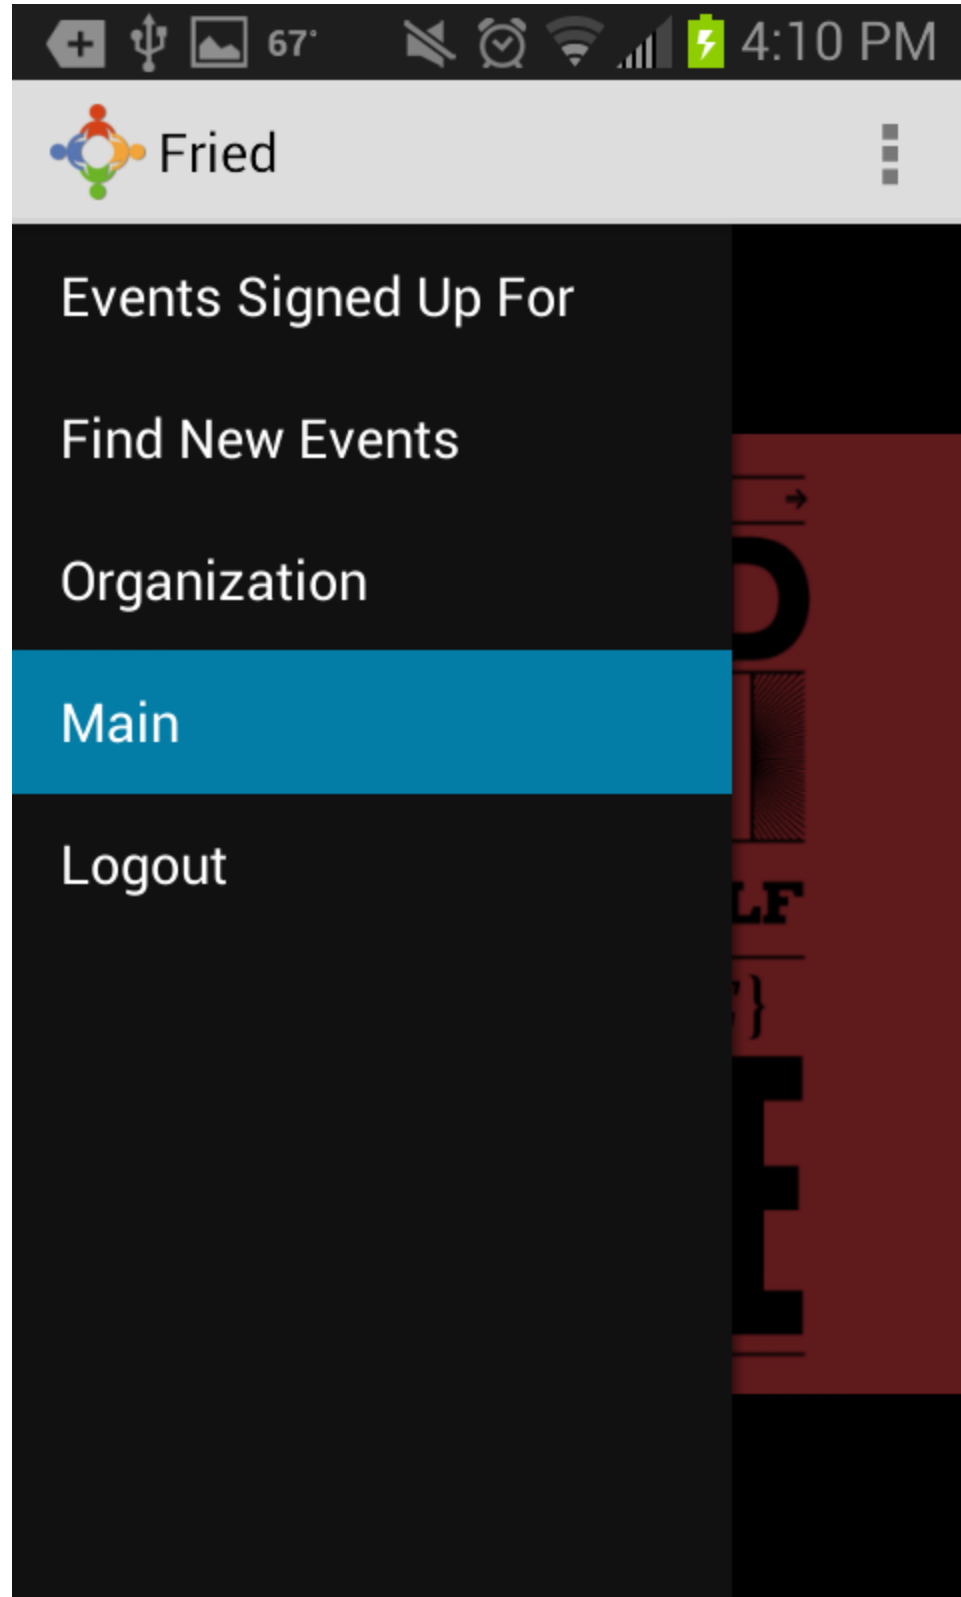 67°
4:10 PM
Fried
Events Signed Up For
Find New Events
Organization
Main
Logout
D
LF
}
E